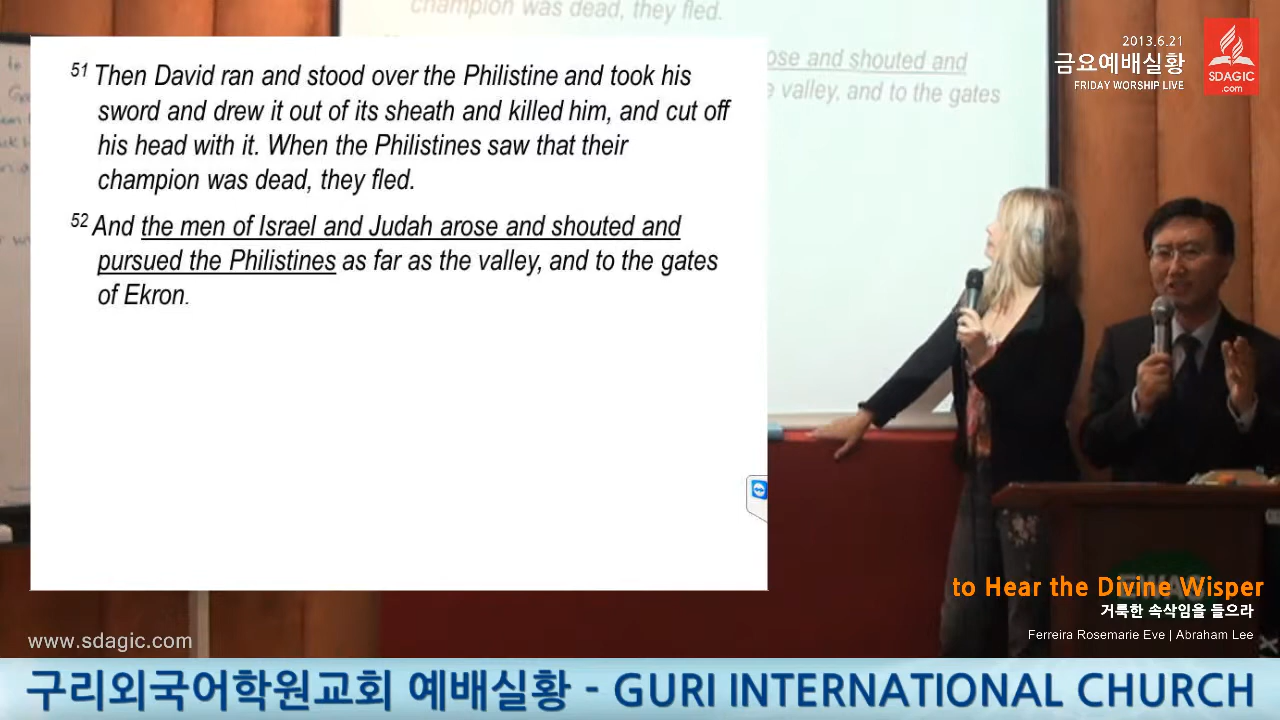 champion was dead, they fled.
ose and shouted and
e valley, and to the gates
2013.6.21
금요예배실황
FRIDAY WORSHIP LIVE
SDAGIC
.com
51 Then David ran and stood over the Philistine and took his
sword and drew it out of its sheath and killed him, and cut off
his head with it. When the Philistines saw that their
champion was dead, they fled.
52 And the men of Israel and Judah arose and shouted and
pursued the Philistines as far as the valley, and to the gates
of Ekron.
to Hear the Divine Wisper
거룩한 속삭임을 들으라
Ferreira Rosemarie Eve | Abraham Lee
www.sdagic.com
구리외국어학원교회 예배실황 - GURI INTERNATIONAL CHURCH